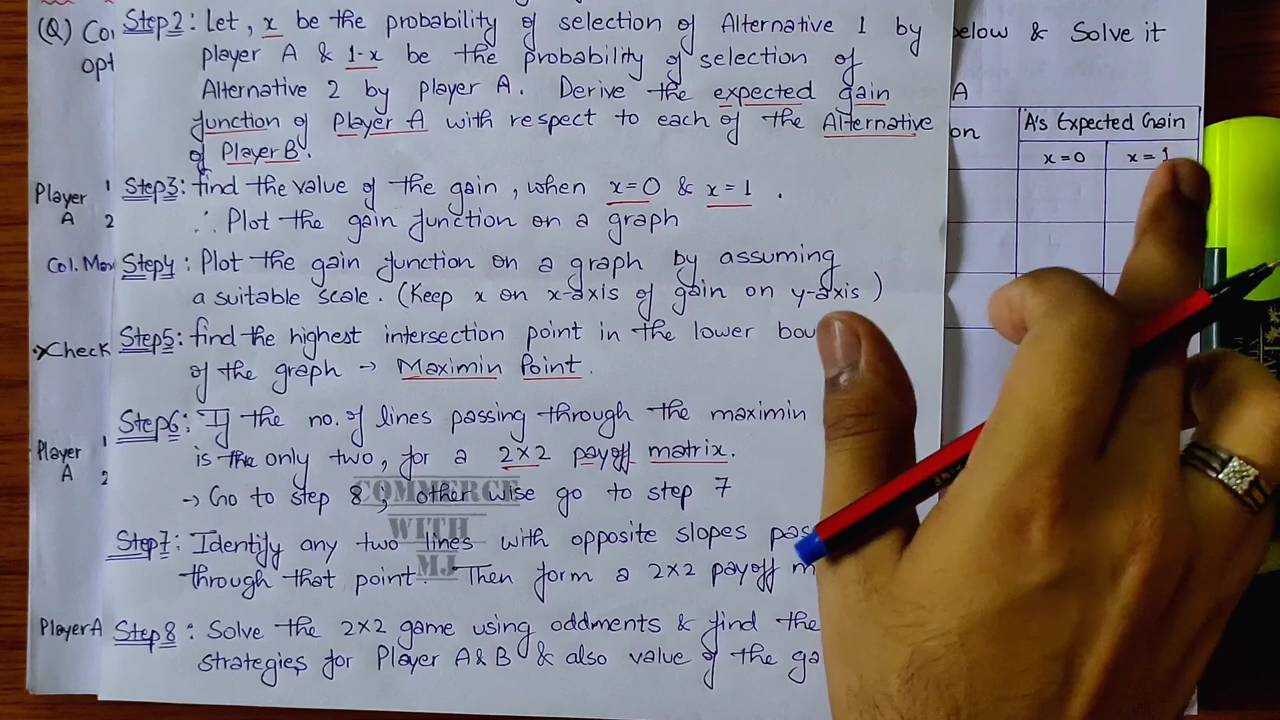 (Q) Con
opt
Step2: Let, x be the probability of selection of Alternative 1 by
player A & 1-x be the probability of selection of
Alternative 2 by player A. Derive the expected gain
function of Player A with respect to each of the Alternative
of Player B.
Step3: find the value of the gain, when x=0 & x=1.
∴ Plot the gain function on a graph
Step4: Plot the gain function on a graph by assuming
a suitable scale. (Keep x on x-axis of gain on y-axis)
Step5: find the highest intersection point in the lower bou
of the graph → Maximin Point.
Step6: If the no. of lines passing through the maximin
is the only two, for a 2×2 payoff matrix.
→ Go to step 8, other wise go to step 7
Step7: Identify any two lines with opposite slopes pass
through that point. Then form a 2×2 payoff m
Step8: Solve the 2×2 game using oddments & find the
strategies for Player A & B & also value of the ga
below & Solve it
A
on
A's Expected Gain
x=0 x=1
Player 1
A 2
Col. Max
Check
Player 1
A 2
Player A
COMMERCE
WITH
MJ